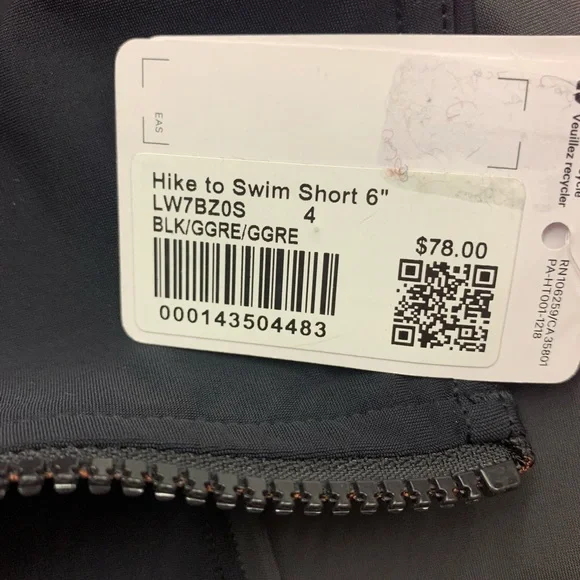 EAS
Hike to Swim Short 6"
LW7BZ0S 4
BLK/GGRE/GGRE
$78.00
000143504483
Veuillez recycler
RN106259/CA35801
PA-HT001-1218